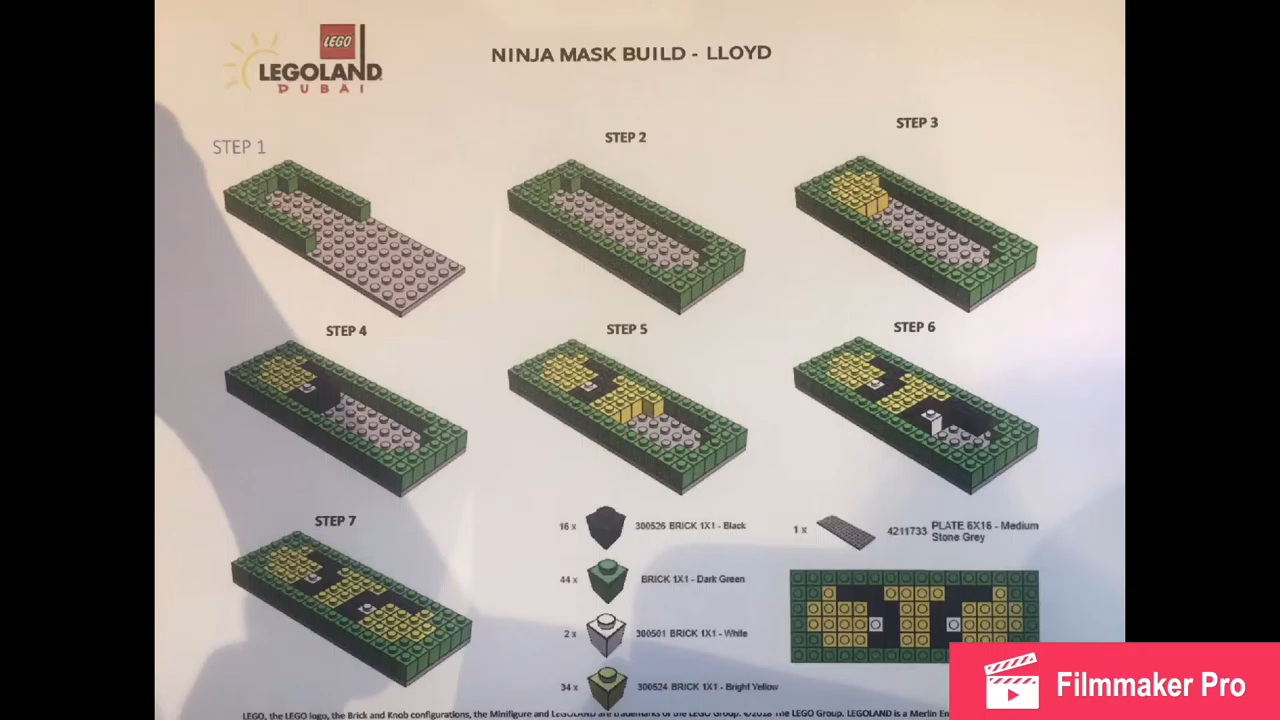 LEGO
LEGOLAND
DUBAI
NINJA MASK BUILD - LLOYD
STEP 1
STEP 2
STEP 3
STEP 4
STEP 5
STEP 6
STEP 7
16 x 300526 BRICK 1X1 - Black
44 x BRICK 1X1 - Dark Green
2 x 300501 BRICK 1X1 - White
34 x 300524 BRICK 1X1 - Bright Yellow
1 x 4211733 PLATE 6X16 - Medium
Stone Grey
LEGO, the LEGO logo, the Brick and Knob configurations, the Minifigure and LEGOLAND are trademarks of the LEGO Group. ©2018 The LEGO Group. LEGOLAND is a Merlin En
Filmmaker Pro